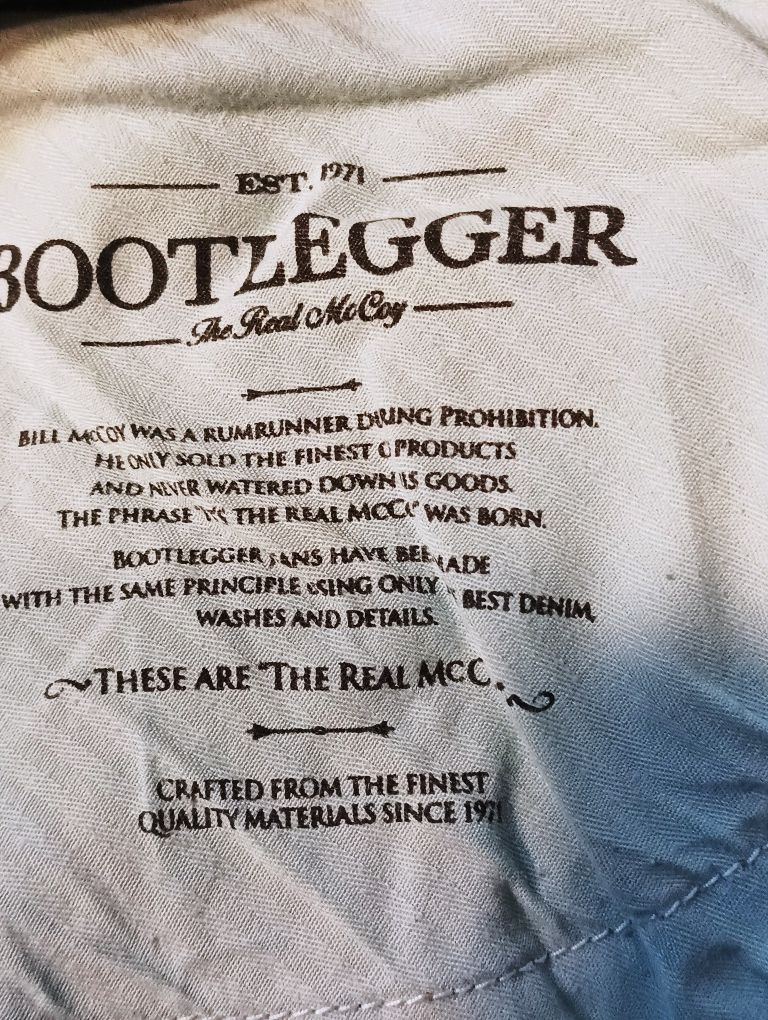 EST. 1971
BOOTLEGGER
The Real McCoy
BILL McCOY WAS A RUMRUNNER DURING PROHIBITION.
HE ONLY SOLD THE FINEST PRODUCTS
AND NEVER WATERED DOWN GOODS.
THE PHRASE THE REAL McCO WAS BORN.
BOOTLEGGER HAVE
WITH THE SAME PRINCIPLE USING ONLY BEST DENIM,
WASHES AND DETAILS.
THESE ARE "THE REAL McC
CRAFTED FROM THE FINEST
QUALITY MATERIALS SINCE 1971